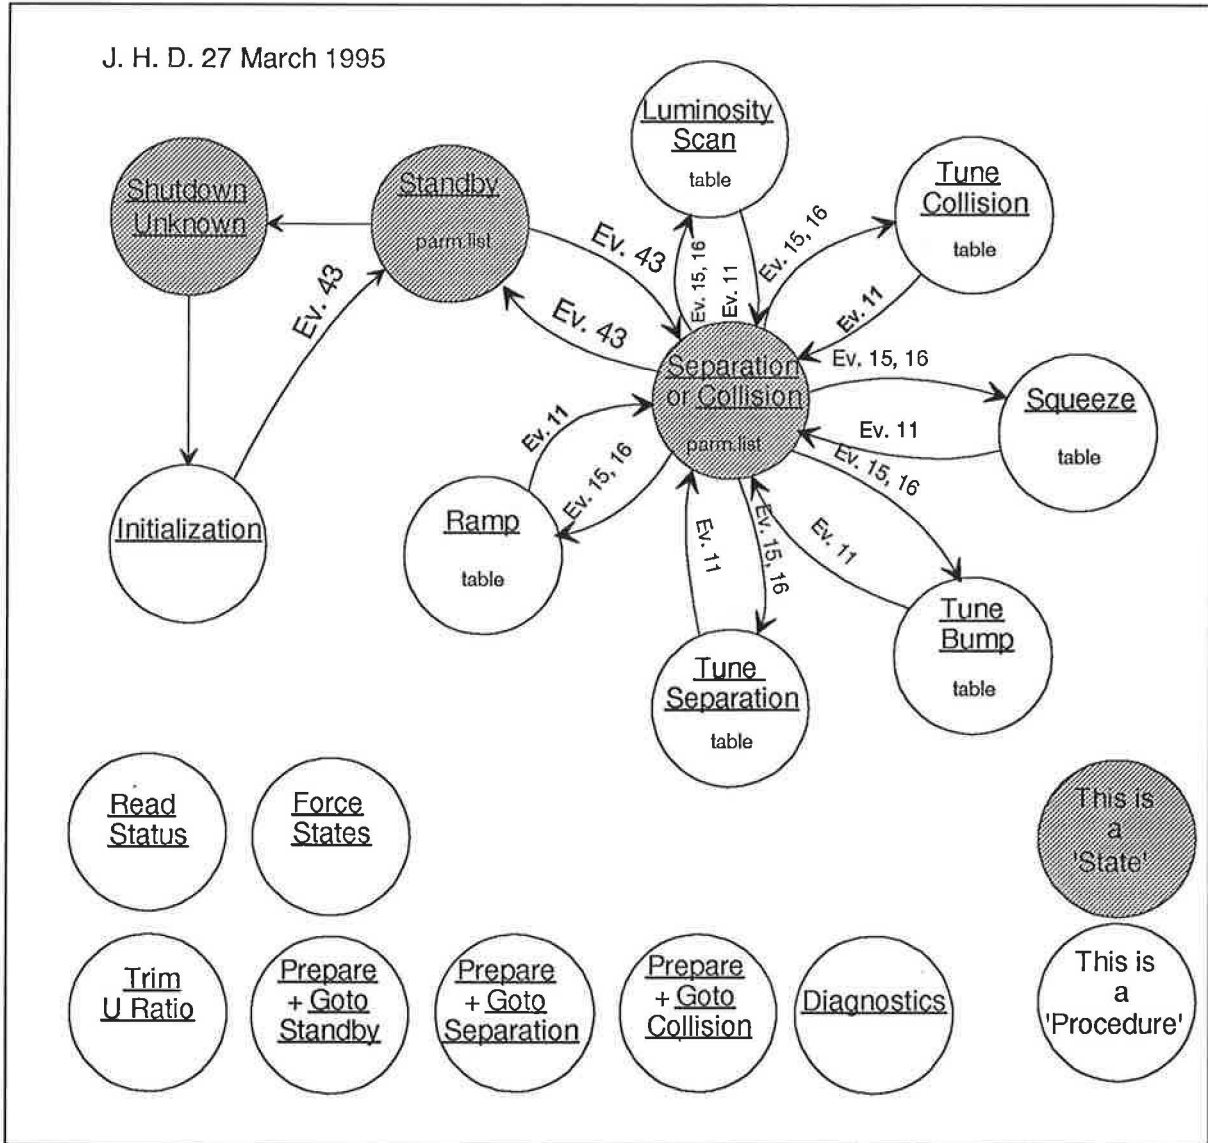 J. H. D. 27 March 1995
Luminosity
Scan
table
Shutdown
Unknown
Standby
parm.list
Tune
Collision
table
Ev. 43
Ev. 43
Ev. 43
Ev. 15, 16
Ev. 11
Ev. 15, 16
Ev. 11
Separation
or Collision
parm.list
Ev. 15, 16
Ev. 11
Squeeze
table
Ev. 11
Ev. 15, 16
Ev. 15, 16
Ev. 11
Initialization
Ramp
table
Ev. 11
Ev. 15, 16
Tune
Separation
table
Tune
Bump
table
Read
Status
Force
States
This is
a
'State'
Trim
U Ratio
Prepare
+ Goto
Standby
Prepare
+ Goto
Separation
Prepare
+ Goto
Collision
Diagnostics
This is
a
'Procedure'